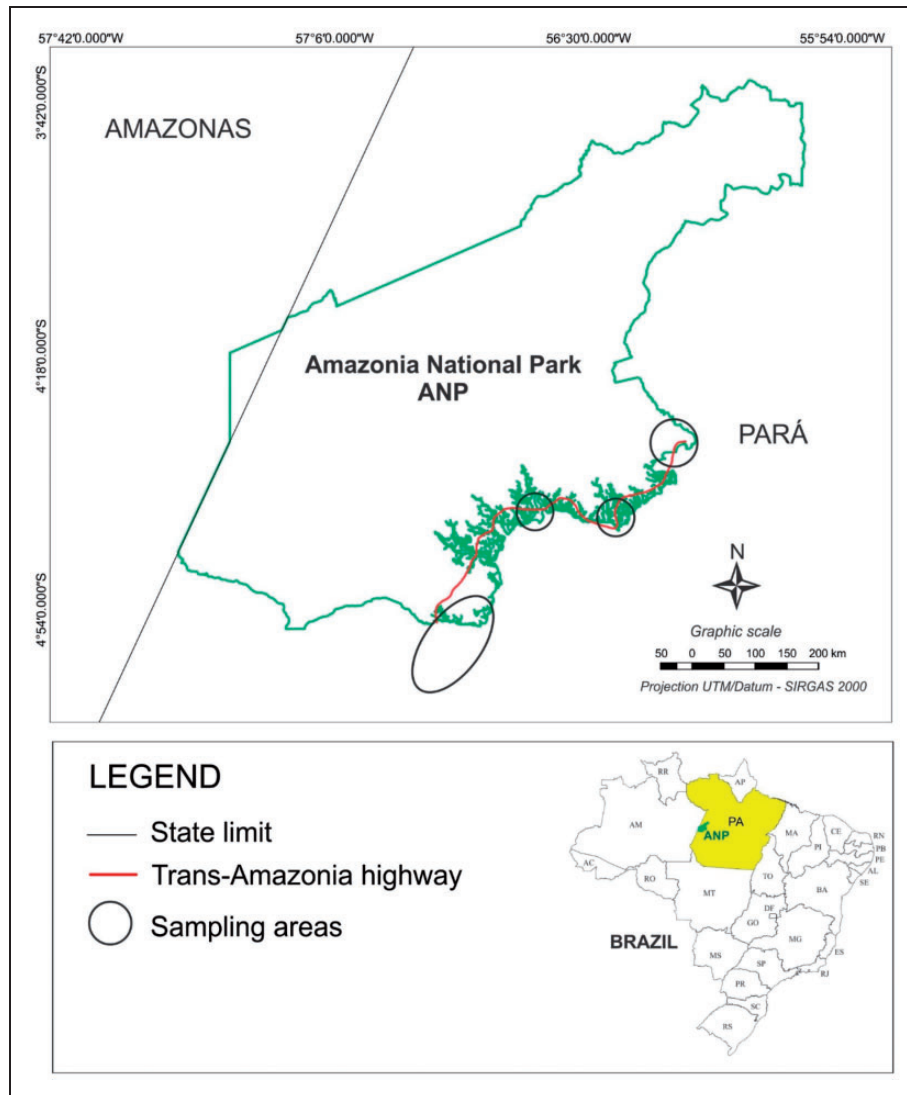 57°42'0.000"W 57°6'0.000"W 56°30'0.000"W 55°54'0.000"W
3°42'0.000"S
AMAZONAS
4°18'0.000"S
Amazonia National Park
ANP
PARÁ
4°54'0.000"S
N
Graphic scale
50 0 50 100 150 200 km
Projection UTM/Datum - SIRGAS 2000
LEGEND
State limit
Trans-Amazonia highway
Sampling areas
RR
AP
AM
PA
ANP
MA
CE
RN
PB
PE
AL
SE
PI
AC
RO
TO
MT
BA
DF
GO
BRAZIL
MG
ES
MS
SP
RJ
PR
SC
RS